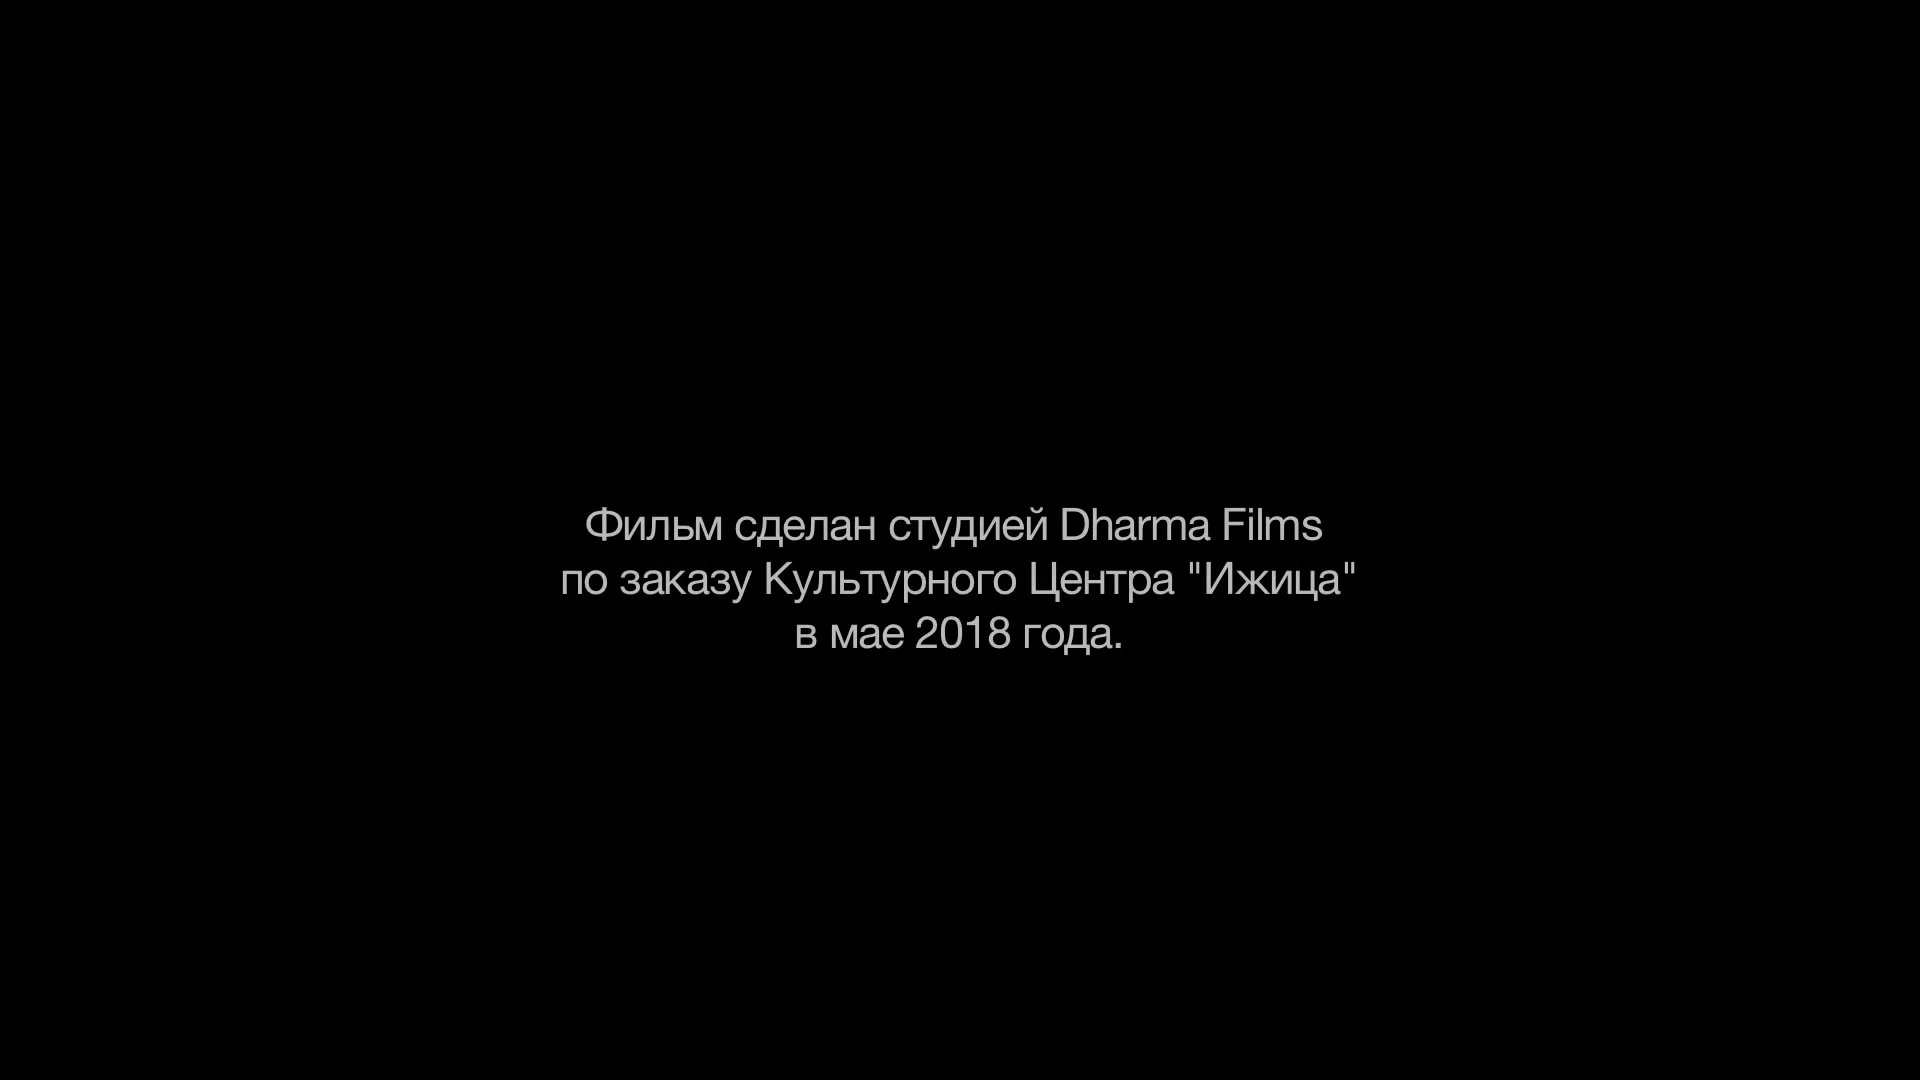 Фильм сделан студией Dharma Films
по заказу Культурного Центра "Ижица"
в мае 2018 года.